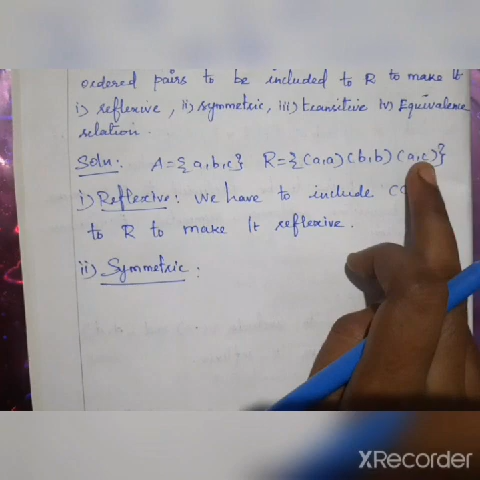 ordered pairs to be included to R to make it
i) reflexive, ii) symmetric, iii) transitive iv) Equivalence
relation.
Soln: A={a,b,c} R={(a,a)(b,b)(a,c)}
i) Reflexive: We have to include
to R to make it reflexive.
ii) Symmetric:
XRecorder